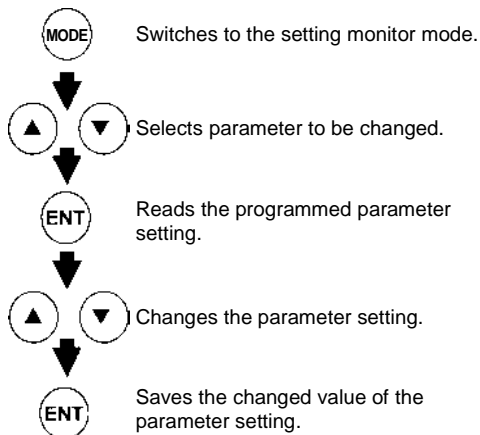 MODE Switches to the setting monitor mode.
▲ ▼ Selects parameter to be changed.
ENT Reads the programmed parameter
setting.
▲ ▼ Changes the parameter setting.
ENT Saves the changed value of the
parameter setting.